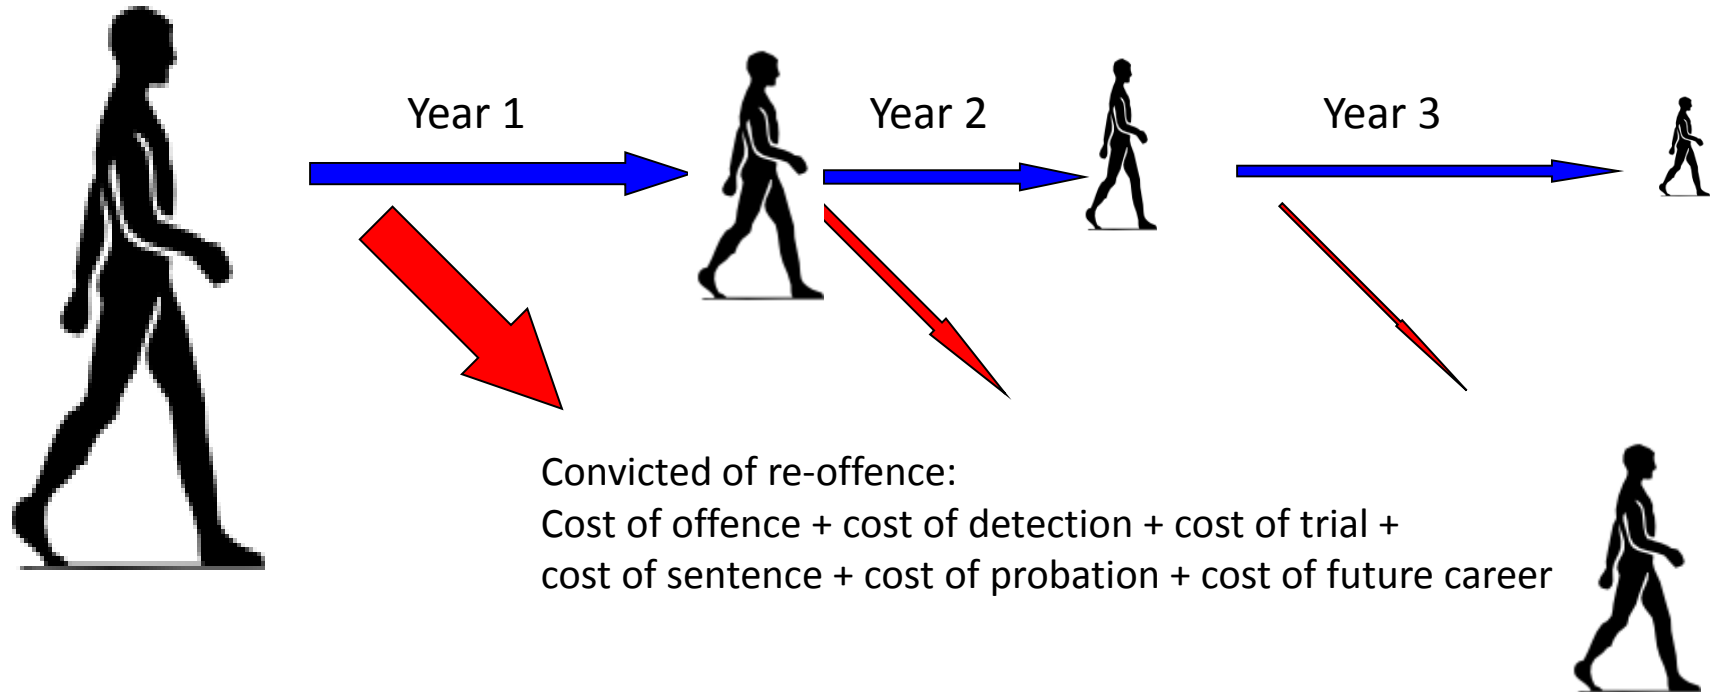 Year 1
Year 2
Year 3
Convicted of re-offence:
Cost of offence + cost of detection + cost of trial +
cost of sentence + cost of probation + cost of future career